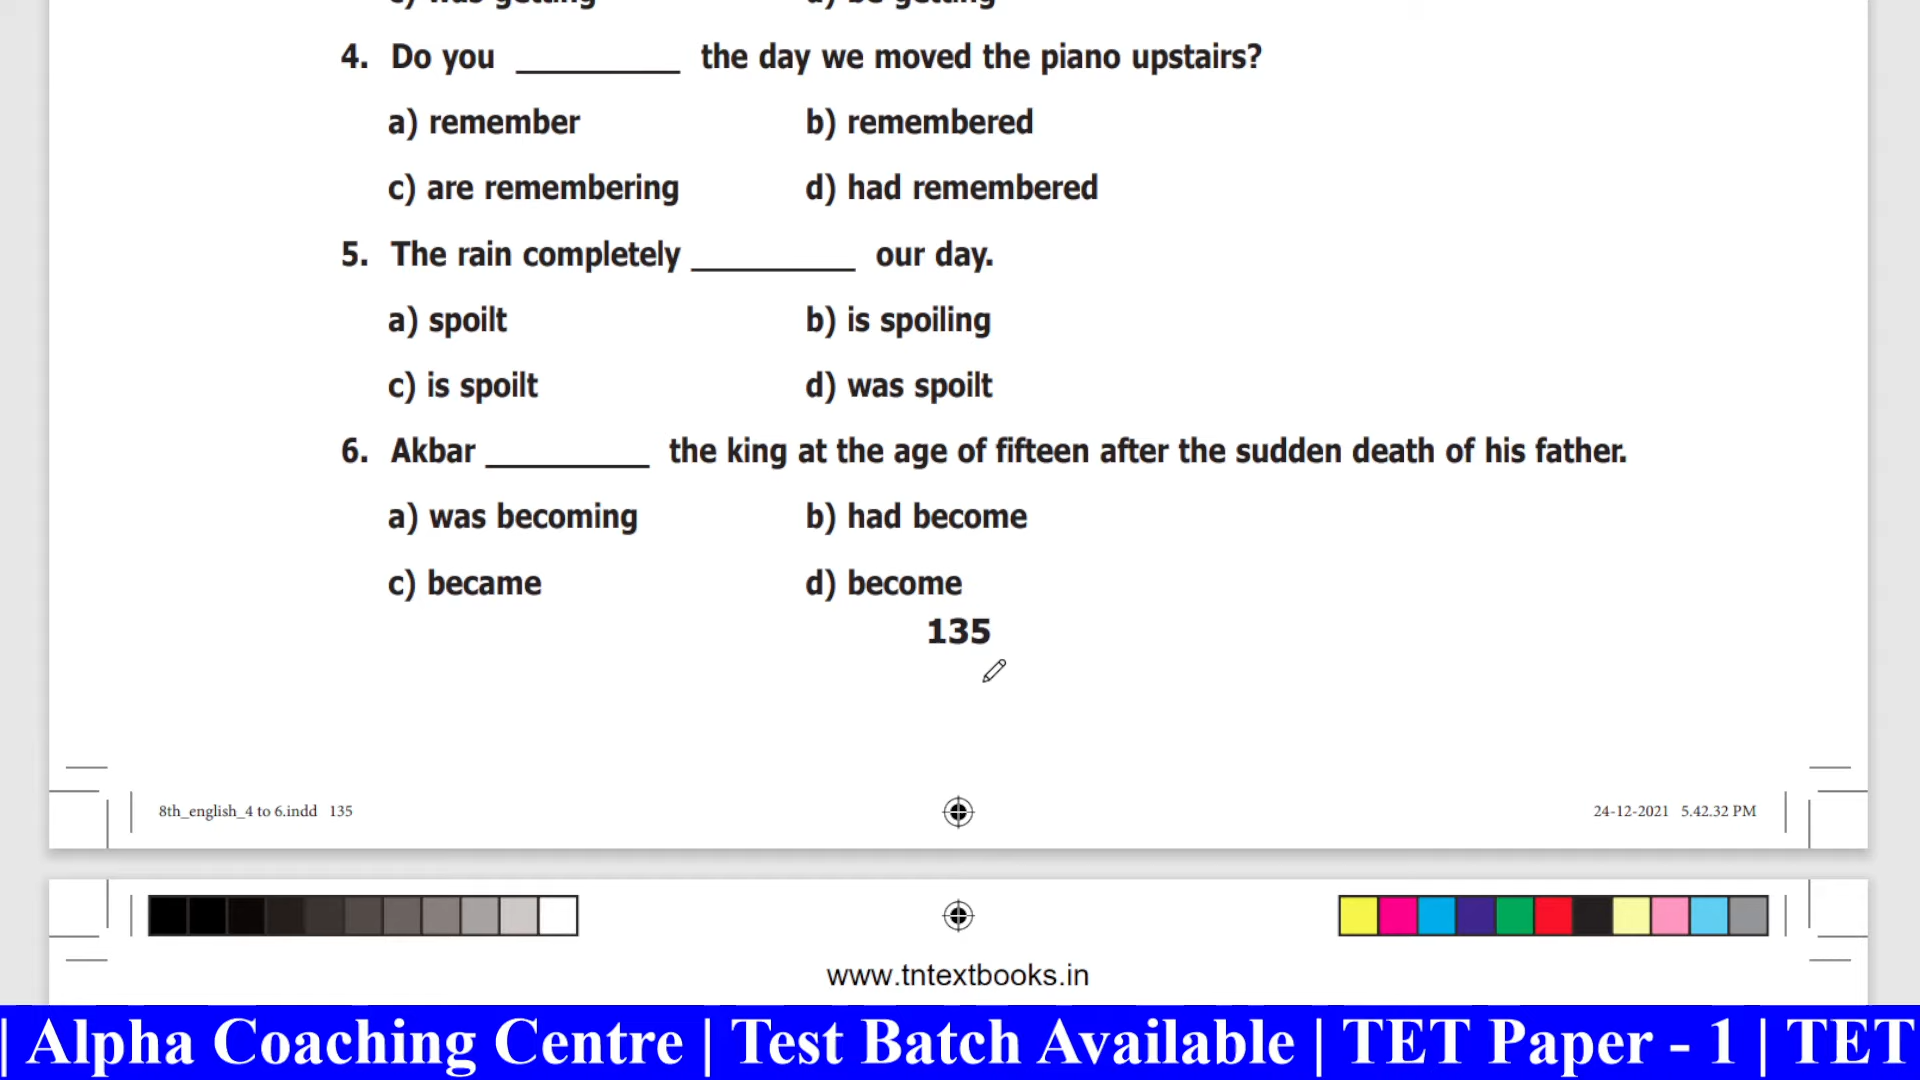 c) was getting d) be getting
4. Do you __________ the day we moved the piano upstairs?
a) remember b) remembered
c) are remembering d) had remembered
5. The rain completely __________ our day.
a) spoilt b) is spoiling
c) is spoilt d) was spoilt
6. Akbar __________ the king at the age of fifteen after the sudden death of his father.
a) was becoming b) had become
c) became d) become
135
8th_english_4 to 6.indd 135 24-12-2021 5.42.32 PM
www.tntextbooks.in
| Alpha Coaching Centre | Test Batch Available | TET Paper - 1 | TET